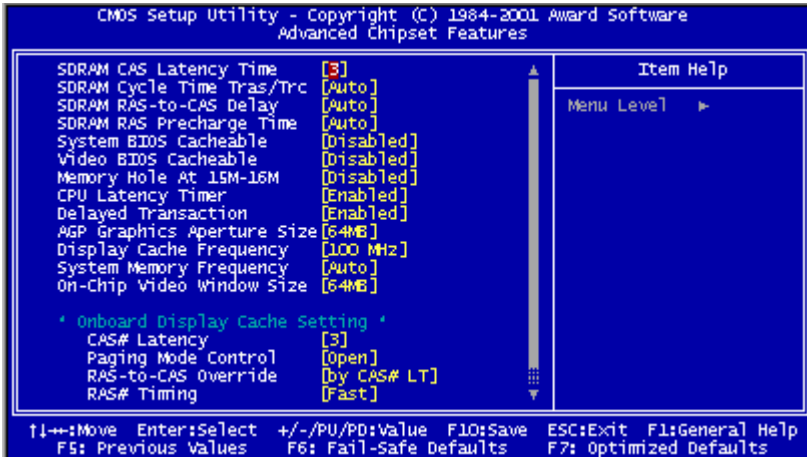 CMOS Setup Utility - Copyright (C) 1984-2001 Award Software
Advanced Chipset Features
SDRAM CAS Latency Time [3]
SDRAM Cycle Time Tras/Trc [Auto]
SDRAM RAS-to-CAS Delay [Auto]
SDRAM RAS Precharge Time [Auto]
System BIOS Cacheable [Disabled]
Video BIOS Cacheable [Disabled]
Memory Hole At 15M-16M [Disabled]
CPU Latency Timer [Enabled]
Delayed Transaction [Enabled]
AGP Graphics Aperture Size [64MB]
Display Cache Frequency [100 MHz]
System Memory Frequency [Auto]
On-Chip Video Window Size [64MB]
* Onboard Display Cache Setting *
CAS# Latency [3]
Paging Mode Control [Open]
RAS-to-CAS Override [by CAS# LT]
RAS# Timing [Fast]
Item Help
Menu Level ►
↑↓→←:Move Enter:Select +/-/PU/PD:Value F10:Save ESC:Exit F1:General Help
F5: Previous Values F6: Fail-Safe Defaults F7: Optimized Defaults